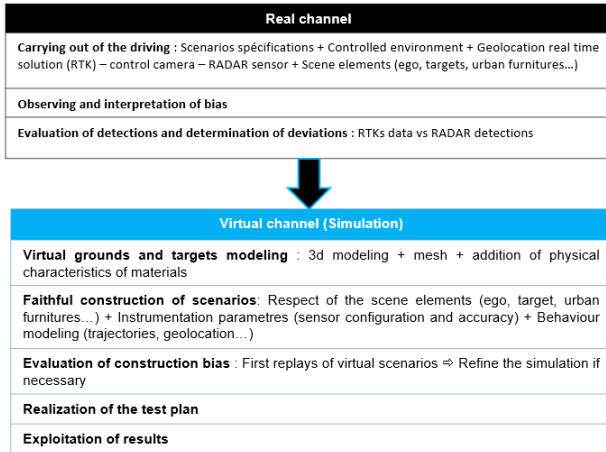 Real channel
Carrying out of the driving : Scenarios spécifications + Controlled environment + Geolocation real time
solution (RTK) – control camera – RADAR sensor + Scene elements (ego, targets, urban furnitures…)
Observing and interpretation of bias
Evaluation of detections and determination of deviations : RTKs data vs RADAR detections
Virtual channel (Simulation)
Virtual grounds and targets modeling : 3d modeling + mesh + addition of physical
characteristics of materials
Faithful construction of scenarios: Respect of the scene elements (ego, target, urban
furnitures…) + Instrumentation parametres (sensor configuration and accuracy) + Behaviour
modeling (trajectories, geolocation…)
Evaluation of construction bias : First replays of virtual scenarios ⇨ Refine the simulation if
necessary
Realization of the test plan
Exploitation of results